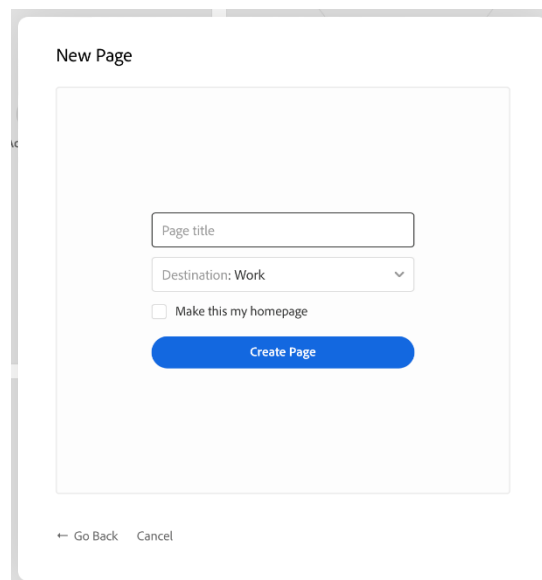 New Page
Page title
Destination: Work
Make this my homepage
Create Page
← Go Back Cancel